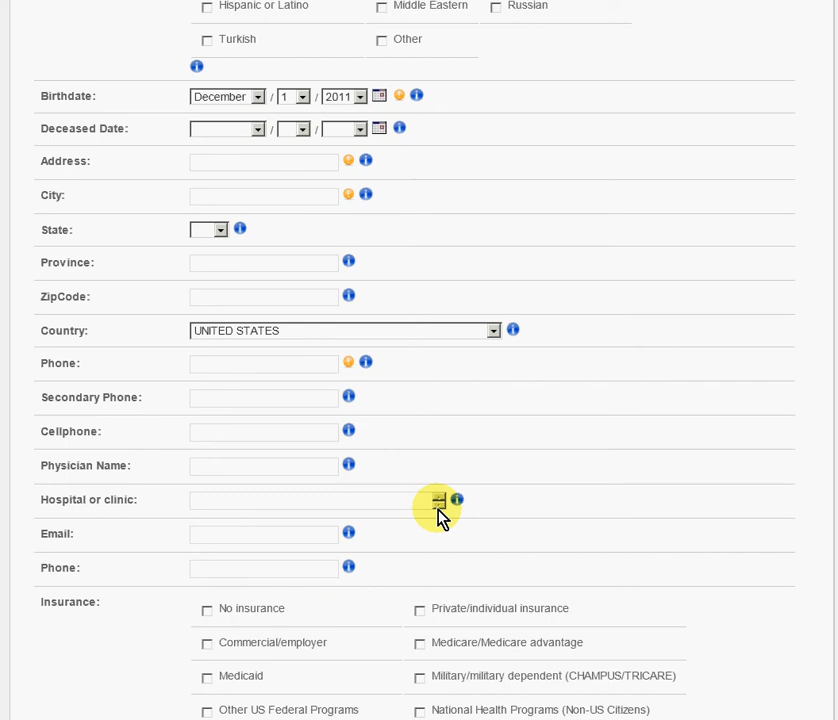 Hispanic or Latino Middle Eastern Russian
Turkish Other
Birthdate: December / 1 / 2011
Deceased Date: / /
Address:
City:
State:
Province:
ZipCode:
Country: UNITED STATES
Phone:
Secondary Phone:
Cellphone:
Physician Name:
Hospital or clinic:
Email:
Phone:
Insurance: No insurance Private/individual insurance
Commercial/employer Medicare/Medicare advantage
Medicaid Military/military dependent (CHAMPUS/TRICARE)
Other US Federal Programs National Health Programs (Non-US Citizens)